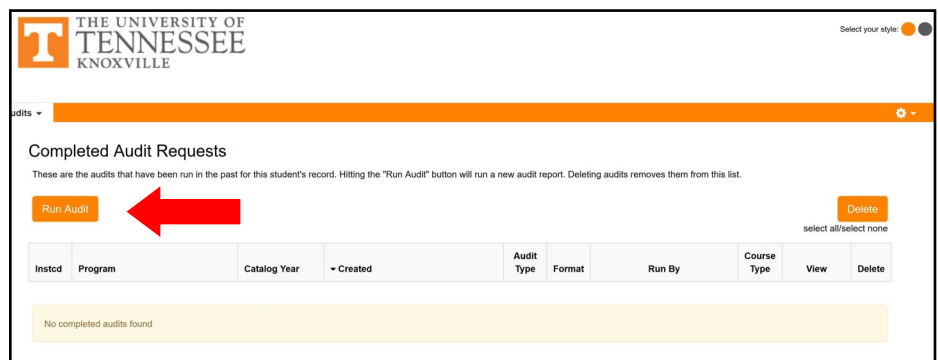 THE UNIVERSITY OF
TENNESSEE
KNOXVILLE
Select your style:
udits
Completed Audit Requests
These are the audits that have been run in the past for this student's record. Hitting the "Run Audit" button will run a new audit report. Deleting audits removes them from this list.
Run Audit
Delete
select all/select none
Instcd Program Catalog Year Created Audit Type Format Run By Course Type View Delete
No completed audits found